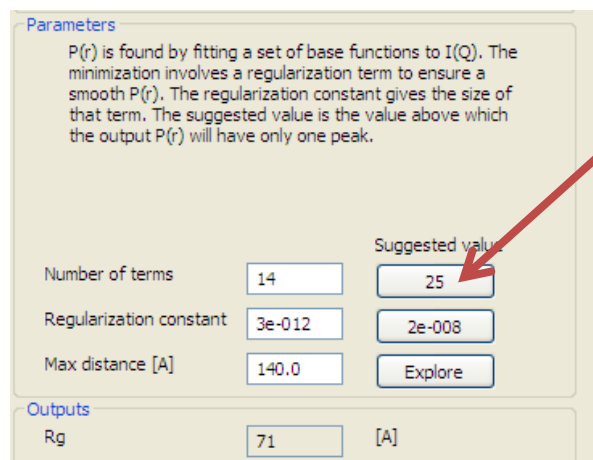 Parameters
P(r) is found by fitting a set of base functions to I(Q). The
minimization involves a regularization term to ensure a
smooth P(r). The regularization constant gives the size of
that term. The suggested value is the value above which
the output P(r) will have only one peak.
Suggested value
Number of terms 14 25
Regularization constant 3e-012 2e-008
Max distance [A] 140.0 Explore
Outputs
Rg 71 [A]